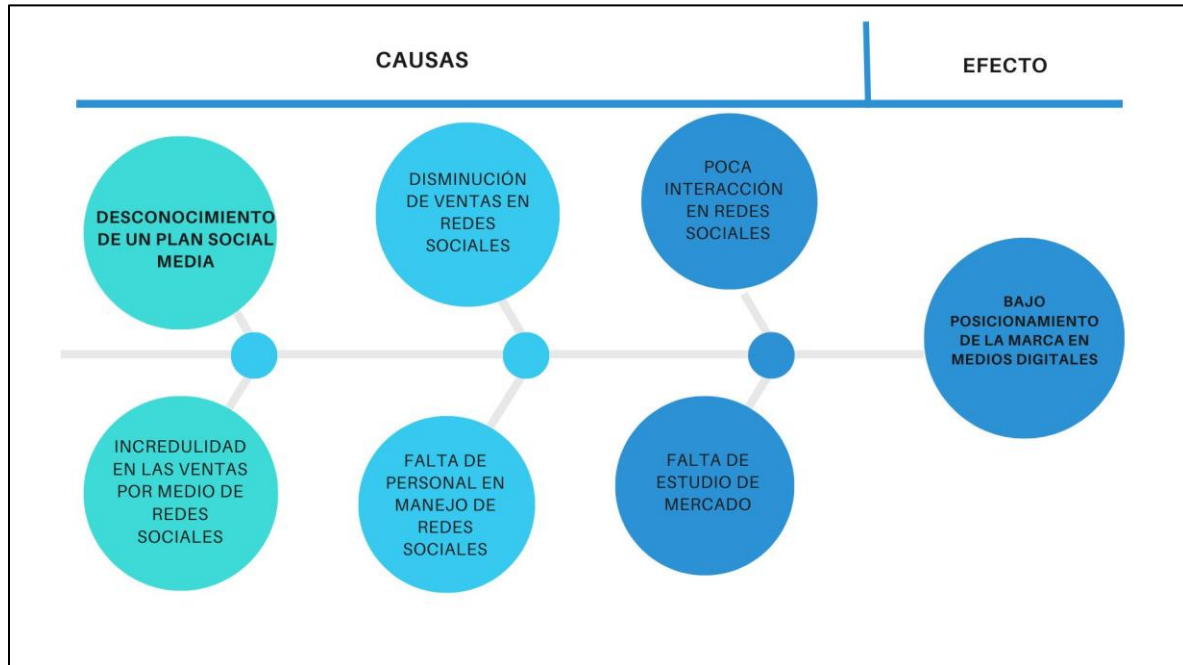 CAUSAS
EFECTO
DESCONOCIMIENTO
DE UN PLAN SOCIAL
MEDIA
DISMINUCIÓN
DE VENTAS EN
REDES
SOCIALES
POCA
INTERACCIÓN
EN REDES
SOCIALES
BAJO
POSICIONAMIENTO
DE LA MARCA EN
MEDIOS DIGITALES
INCREDULIDAD
EN LAS VENTAS
POR MEDIO DE
REDES
SOCIALES
FALTA DE
PERSONAL EN
MANEJO DE
REDES
SOCIALES
FALTA DE
ESTUDIO DE
MERCADO